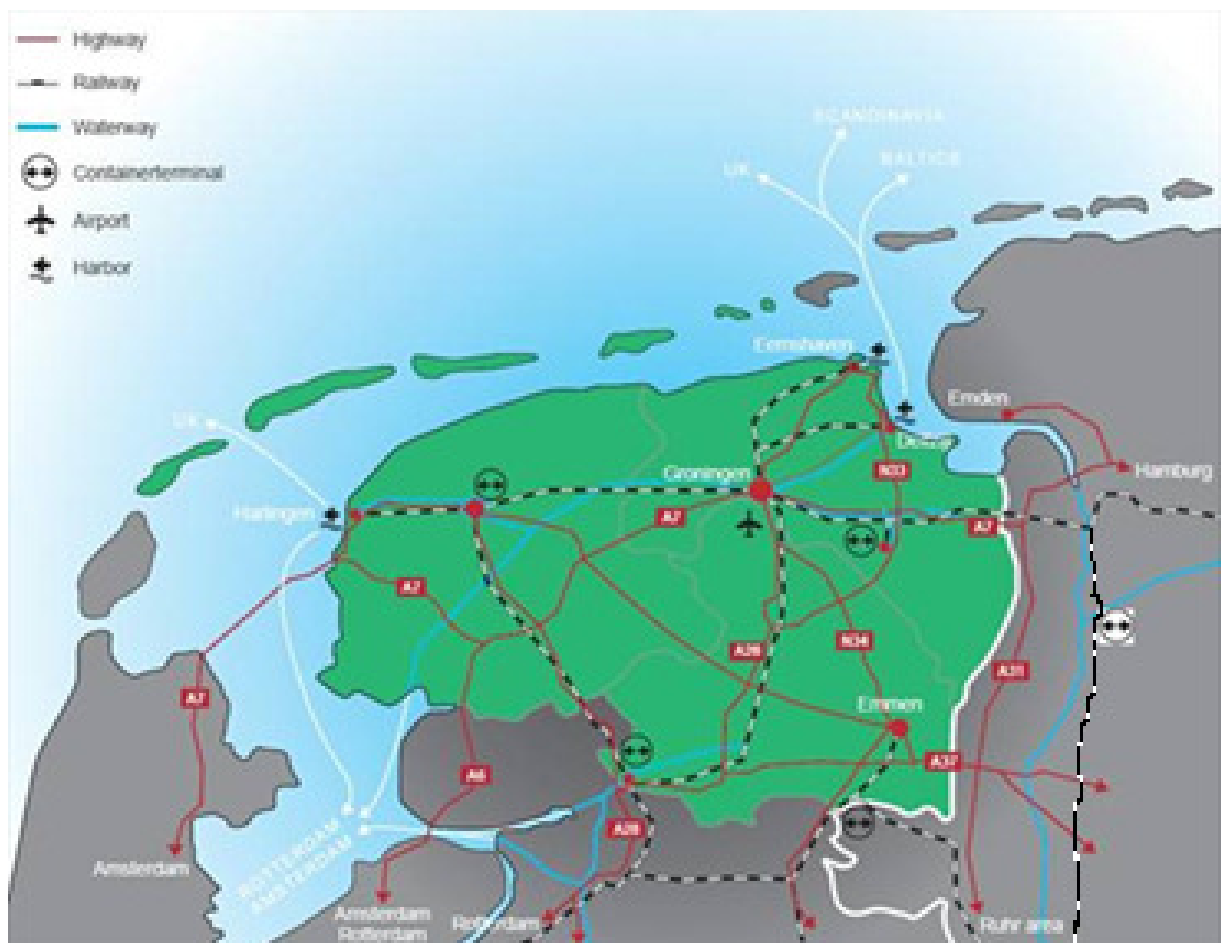 Highway
Railway
Waterway
Containerterminal
Airport
Harbor
SCANDINAVIA
BALTICS
UK
Eemshaven
Emden
UK
Delfzijl
Groningen
N33
Hamburg
Harlingen
A7
A7
A7
N34
A28
A31
A7
Emmen
A37
A6
A28
ROTTERDAM
AMSTERDAM
Amsterdam
Amsterdam
Rotterdam
Rotterdam
Ruhr area